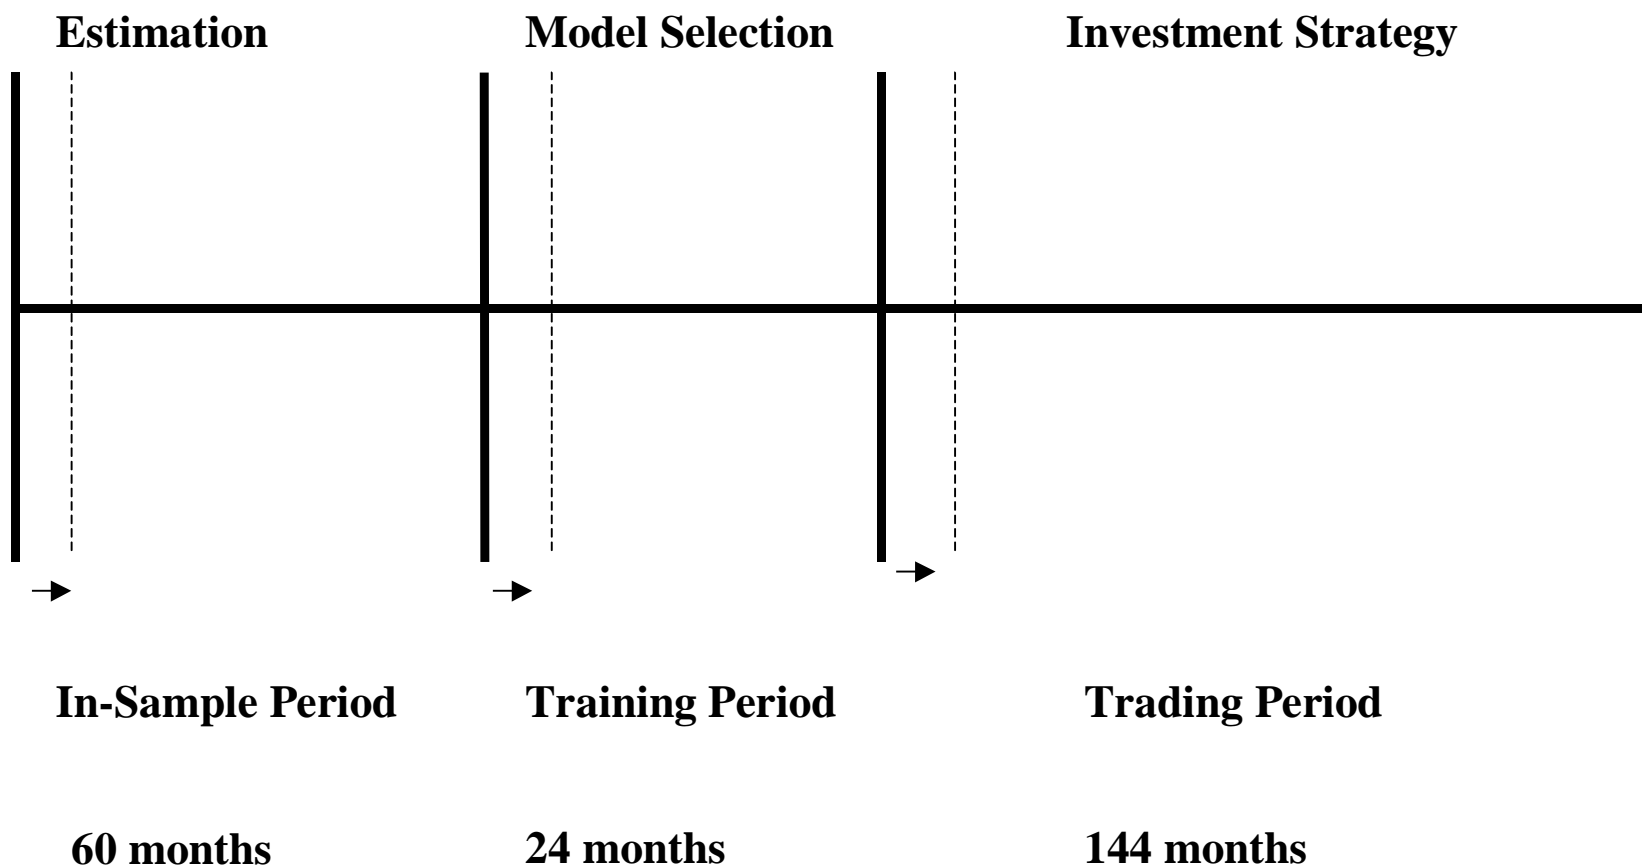 Estimation Model Selection Investment Strategy
In-Sample Period Training Period Trading Period
60 months 24 months 144 months